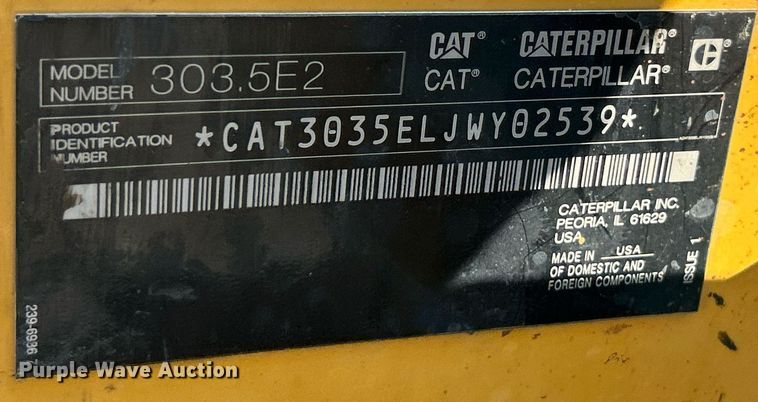 CAT® CATERPILLAR® C
CAT® CATERPILLAR®
MODEL NUMBER 303.5E2
PRODUCT IDENTIFICATION NUMBER *CAT3035ELJWY02539*
CATERPILLAR INC.
PEORIA, IL 61629
USA
MADE IN USA
OF DOMESTIC AND
FOREIGN COMPONENTS
ISSUE 1
239-6936
Purple Wave Auction